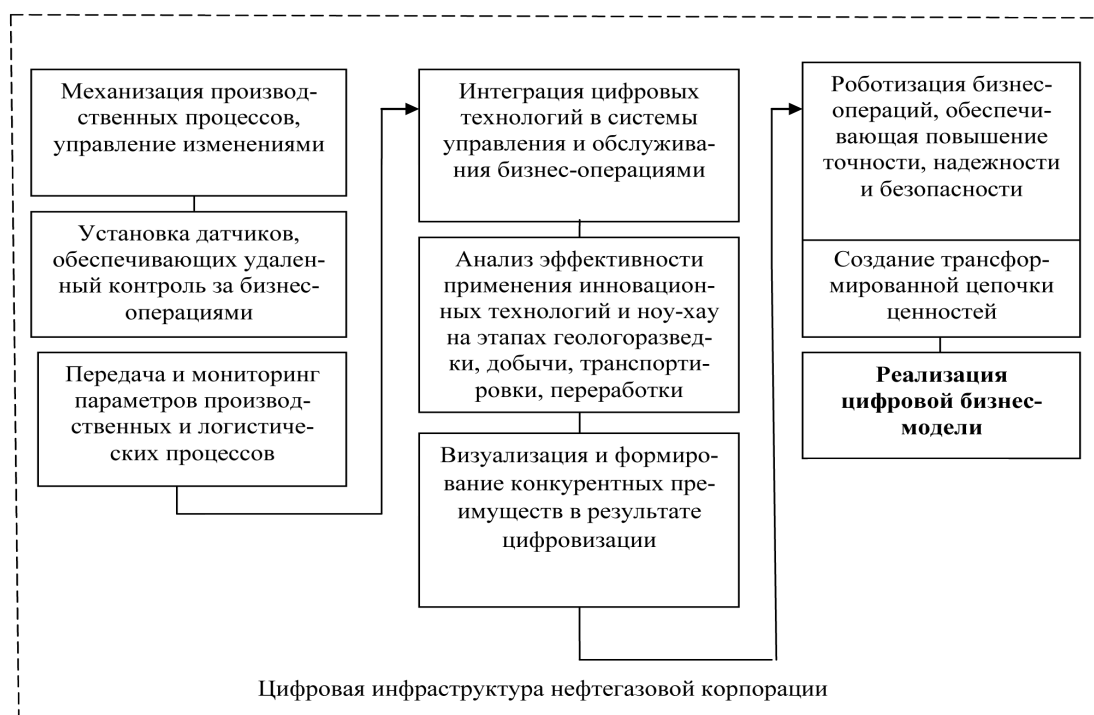 Механизация производ-
ственных процессов,
управление изменениями
Установка датчиков,
обеспечивающих удален-
ный контроль за бизнес-
операциями
Передача и мониторинг
параметров производ-
ственных и логистиче-
ских процессов
Интеграция цифровых
технологий в системы
управления и обслужива-
ния бизнес-операциями
Анализ эффективности
применения инновацион-
ных технологий и ноу-хау
на этапах геологоразвед-
ки, добычи, транспорти-
ровки, переработки
Визуализация и формиро-
вание конкурентных пре-
имуществ в результате
цифровизации
Роботизация бизнес-
операций, обеспечи-
вающая повышение
точности, надежности
и безопасности
Создание трансфор-
мированной цепочки
ценностей
Реализация
цифровой бизнес-
модели
Цифровая инфраструктура нефтегазовой корпорации